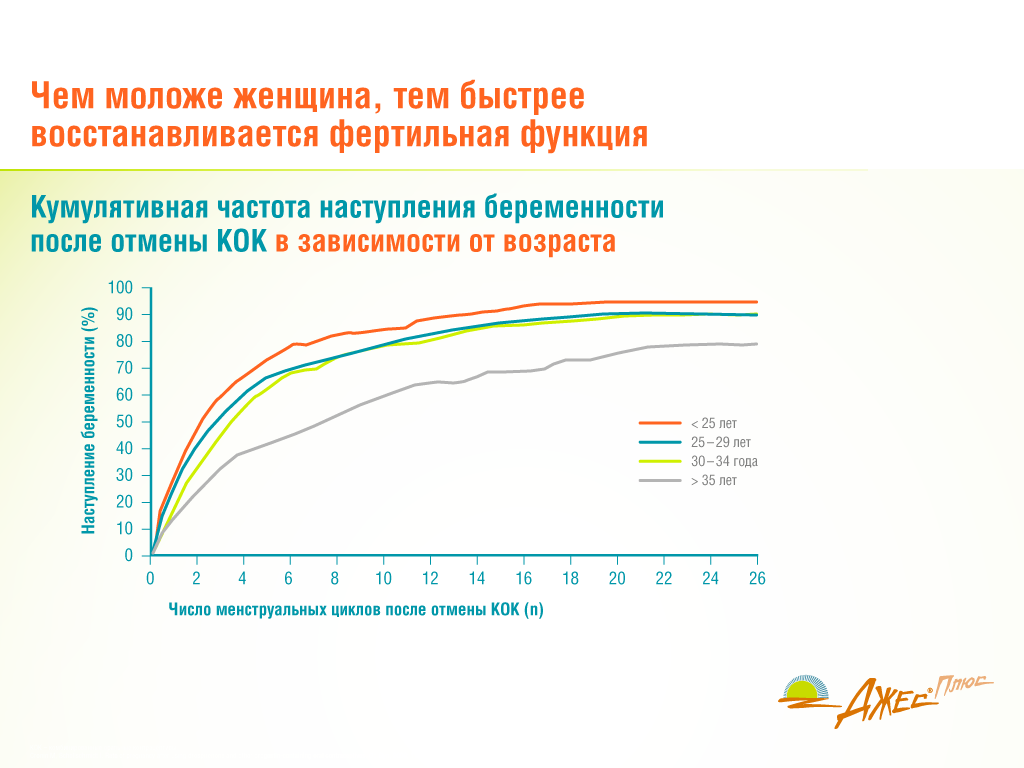 Чем моложе женщина, тем быстрее
восстанавливается фертильная функция
Кумулятивная частота наступления беременности
после отмены КОК в зависимости от возраста
Наступление беременности (%)
100
90
80
70
60
50
40
30
20
10
0
0 2 4 6 8 10 12 14 16 18 20 22 24 26
Число менструальных циклов после отмены КОК (n)
< 25 лет
25–29 лет
30–34 года
> 35 лет
Джес® Плюс